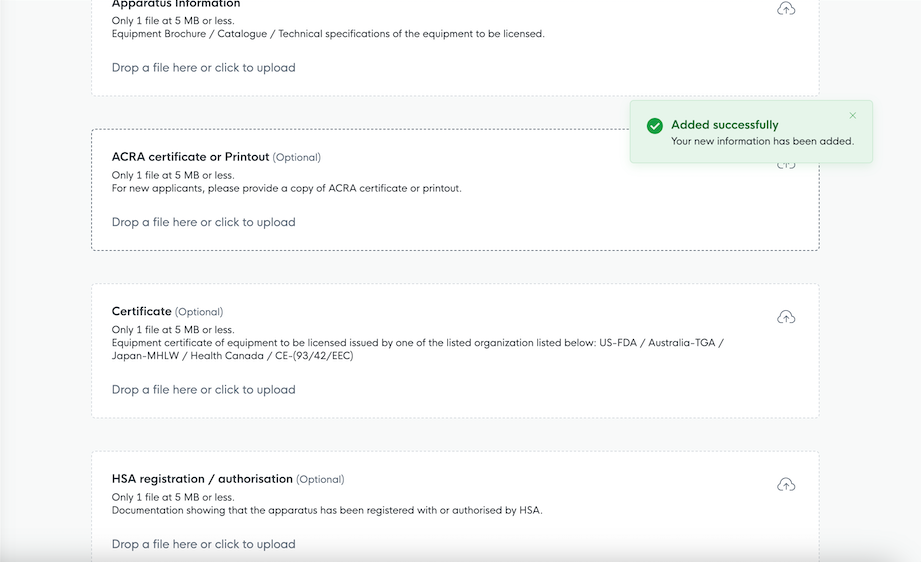 Apparatus Information
Only 1 file at 5 MB or less.
Equipment Brochure / Catalogue / Technical specifications of the equipment to be licensed.
Drop a file here or click to upload
Added successfully
Your new information has been added.
ACRA certificate or Printout (Optional)
Only 1 file at 5 MB or less.
For new applicants, please provide a copy of ACRA certificate or printout.
Drop a file here or click to upload
Certificate (Optional)
Only 1 file at 5 MB or less.
Equipment certificate of equipment to be licensed issued by one of the listed organization listed below: US-FDA / Australia-TGA /
Japan-MHLW / Health Canada / CE-(93/42/EEC)
Drop a file here or click to upload
HSA registration / authorisation (Optional)
Only 1 file at 5 MB or less.
Documentation showing that the apparatus has been registered with or authorised by HSA.
Drop a file here or click to upload